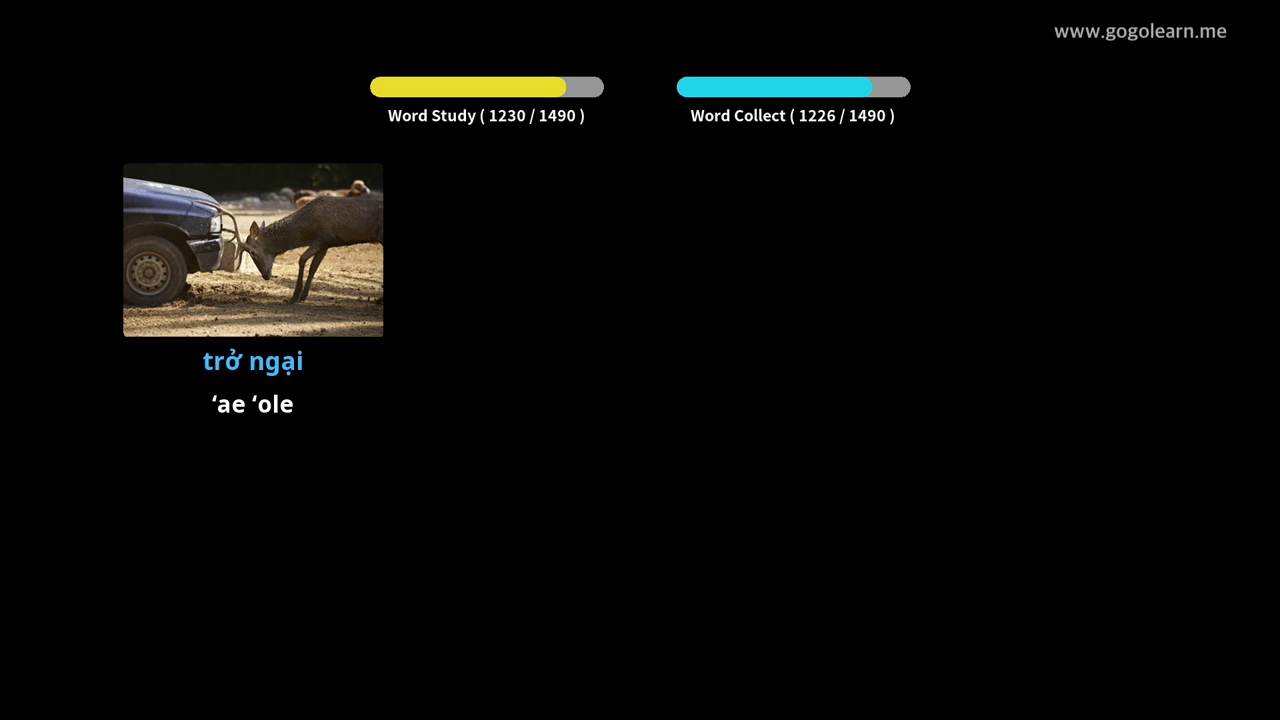 www.gogolearn.me
Word Study ( 1230 / 1490 )
Word Collect ( 1226 / 1490 )
trở ngại
ʻae ʻole